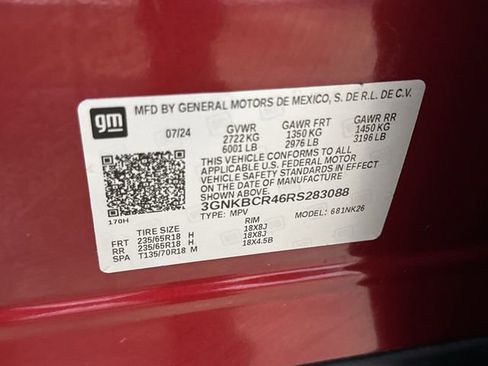 gm
MFD BY GENERAL MOTORS DE MEXICO, S. DE R.L. DE C.V.
07/24 GVWR GAWR FRT GAWR RR
2722 KG 1350 KG 1450 KG
6001 LB 2976 LB 3196 LB
THIS VEHICLE CONFORMS TO ALL APPLICABLE
U.S. FEDERAL MOTOR
VEHICLE SAFETY STANDARDS IN EFFECT
ON THE DATE OF MANUFACTURE
SHOWN ABOVE.
3GNKBCR46RS283088
170H TYPE: MPV MODEL: 681NK26
TIRE SIZE RIM
FRT 235/65R18 H 18X8J
RR 235/65R18 H 18X8J
SPA T135/70R18 M 18X4.5B